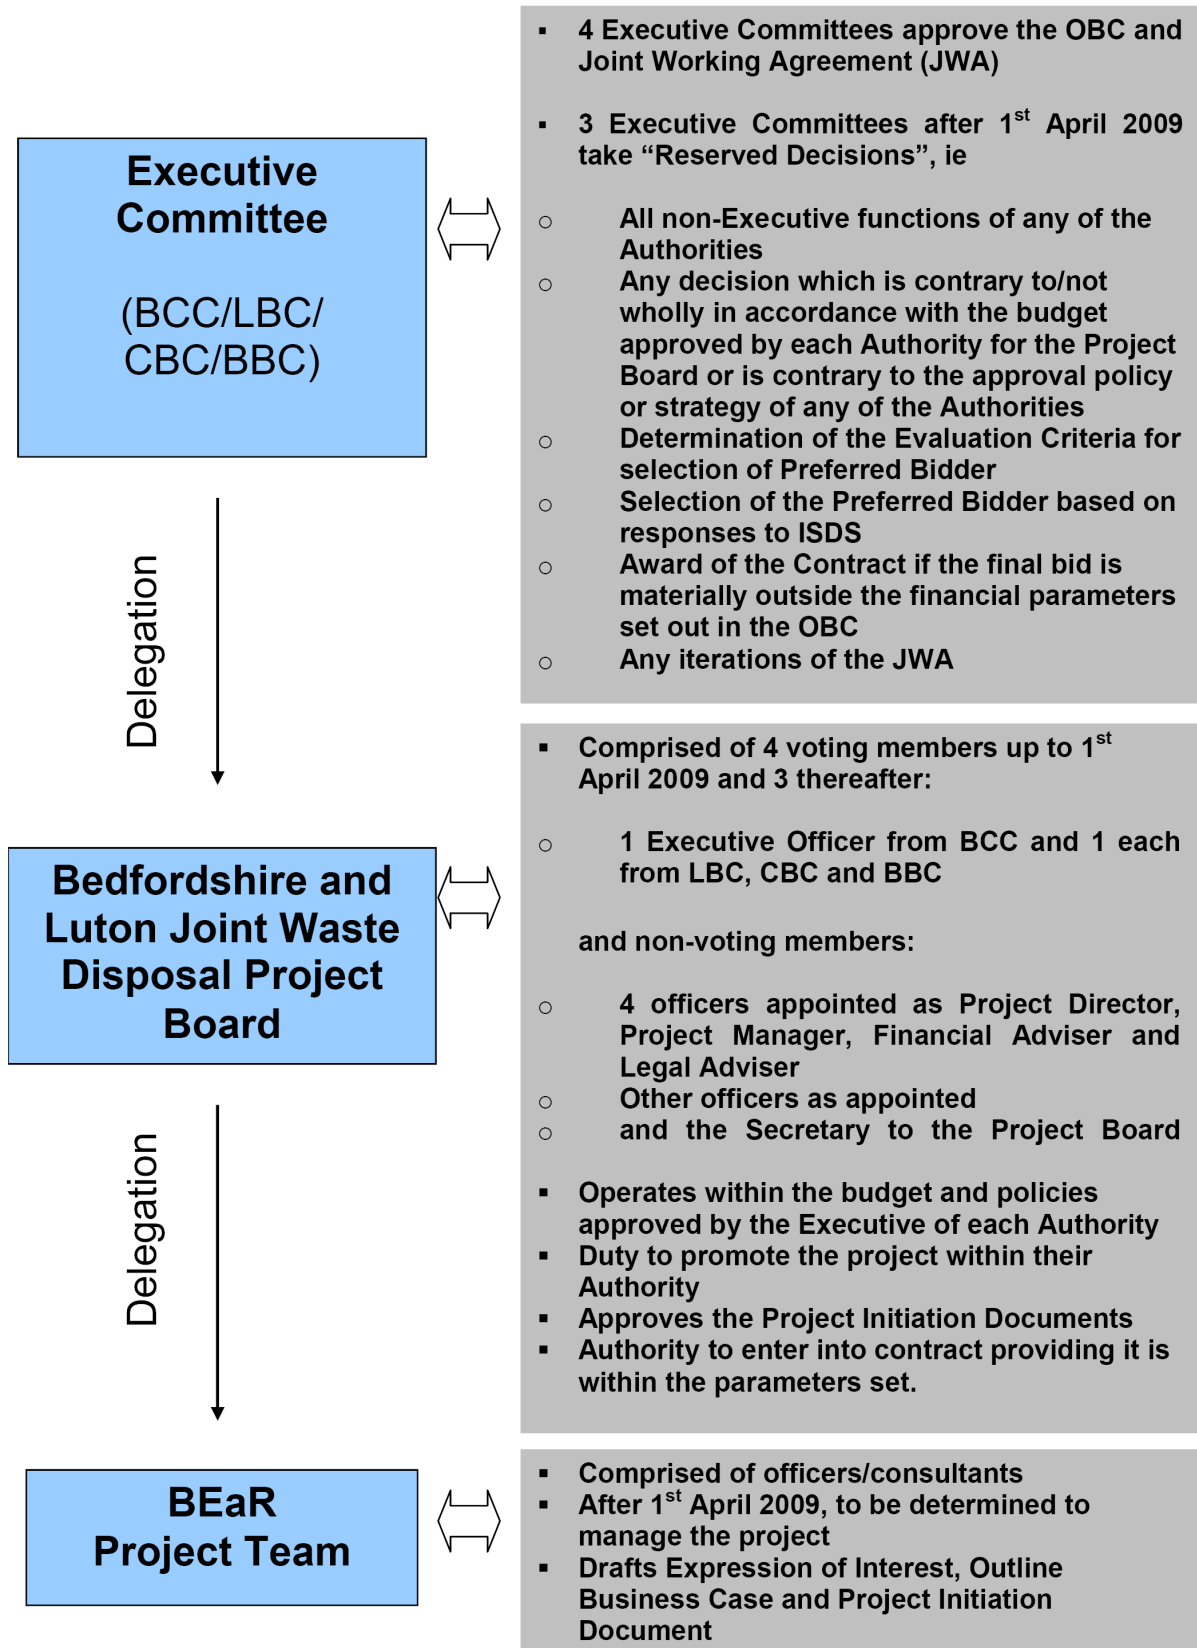 Executive
Committee
(BCC/LBC/
CBC/BBC)
▪ 4 Executive Committees approve the OBC and
Joint Working Agreement (JWA)
▪ 3 Executive Committees after 1st April 2009
take “Reserved Decisions”, ie
o All non-Executive functions of any of the
Authorities
o Any decision which is contrary to/not
wholly in accordance with the budget
approved by each Authority for the Project
Board or is contrary to the approval policy
or strategy of any of the Authorities
o Determination of the Evaluation Criteria for
selection of Preferred Bidder
o Selection of the Preferred Bidder based on
responses to ISDS
o Award of the Contract if the final bid is
materially outside the financial parameters
set out in the OBC
o Any iterations of the JWA
Delegation
Bedfordshire and
Luton Joint Waste
Disposal Project
Board
▪ Comprised of 4 voting members up to 1st
April 2009 and 3 thereafter:
o 1 Executive Officer from BCC and 1 each
from LBC, CBC and BBC
and non-voting members:
o 4 officers appointed as Project Director,
Project Manager, Financial Adviser and
Legal Adviser
o Other officers as appointed
o and the Secretary to the Project Board
▪ Operates within the budget and policies
approved by the Executive of each Authority
▪ Duty to promote the project within their
Authority
▪ Approves the Project Initiation Documents
▪ Authority to enter into contract providing it is
within the parameters set.
Delegation
BEaR
Project Team
▪ Comprised of officers/consultants
▪ After 1st April 2009, to be determined to
manage the project
▪ Drafts Expression of Interest, Outline
Business Case and Project Initiation
Document